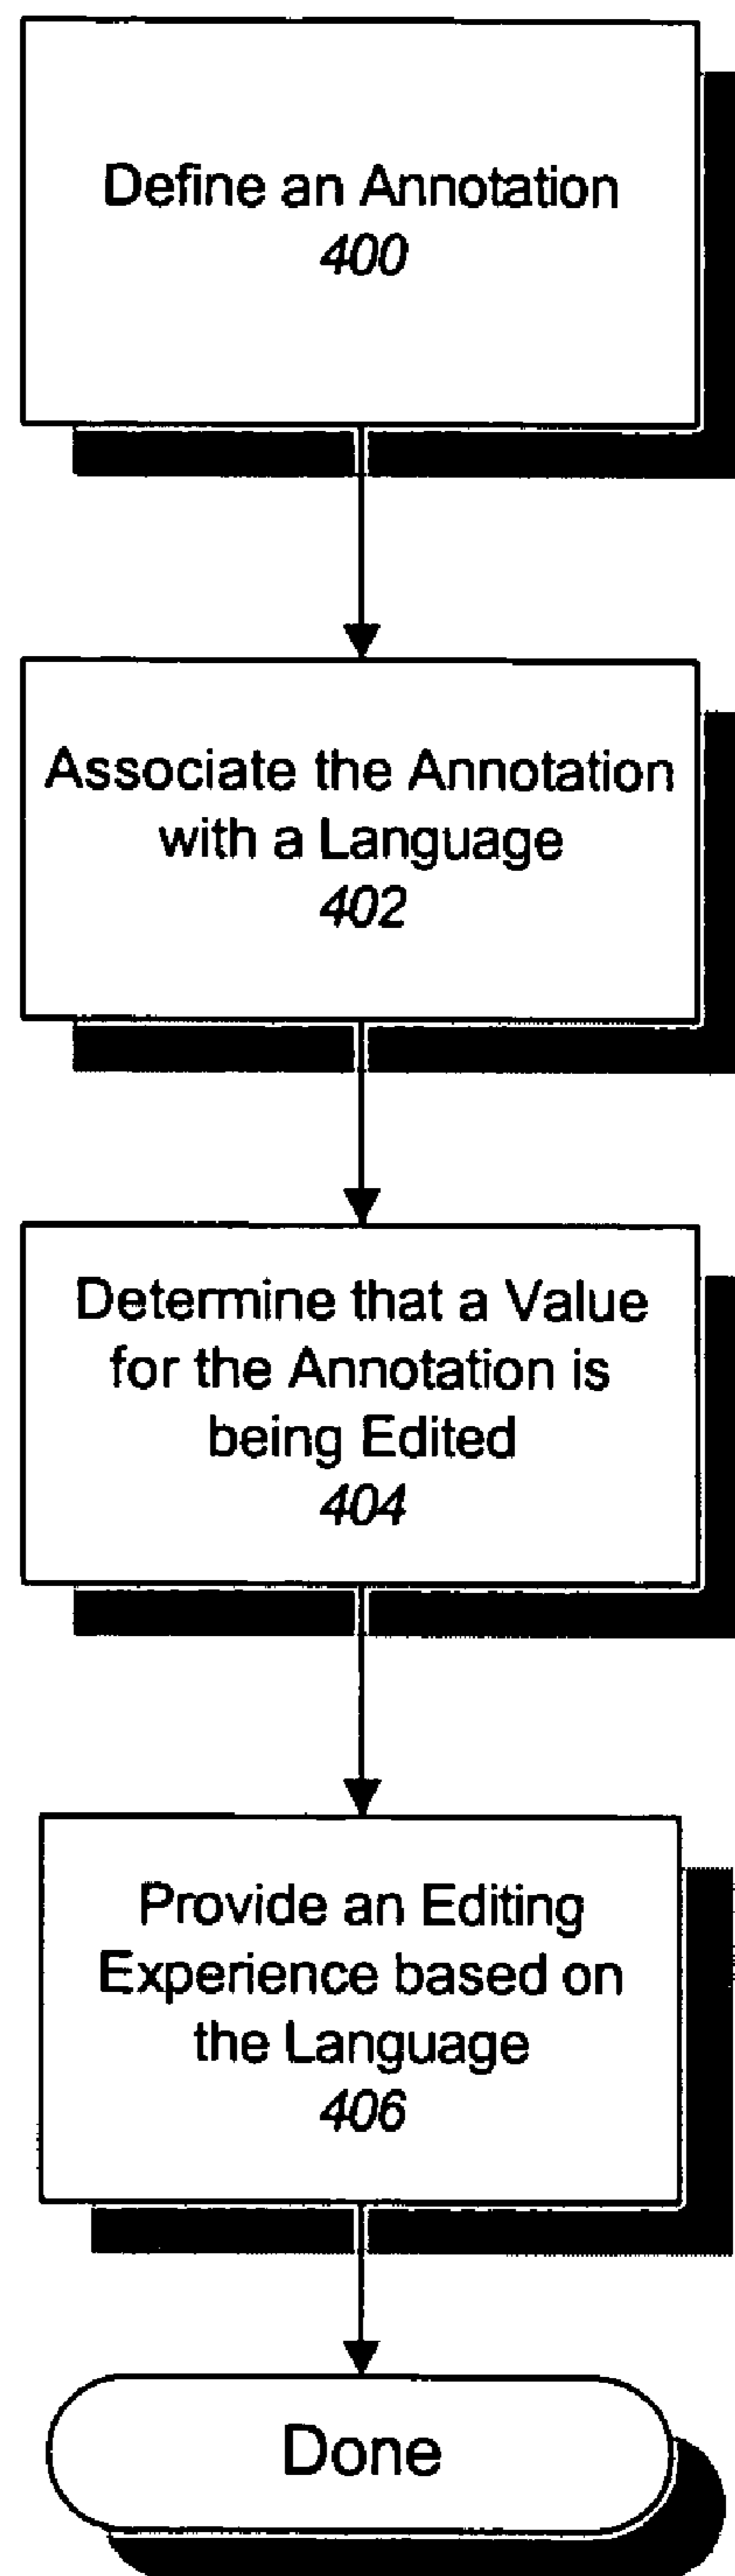 Define an Annotation
400
Associate the Annotation
with a Language
402
Determine that a Value
for the Annotation is
being Edited
404
Provide an Editing
Experience based on
the Language
406
Done